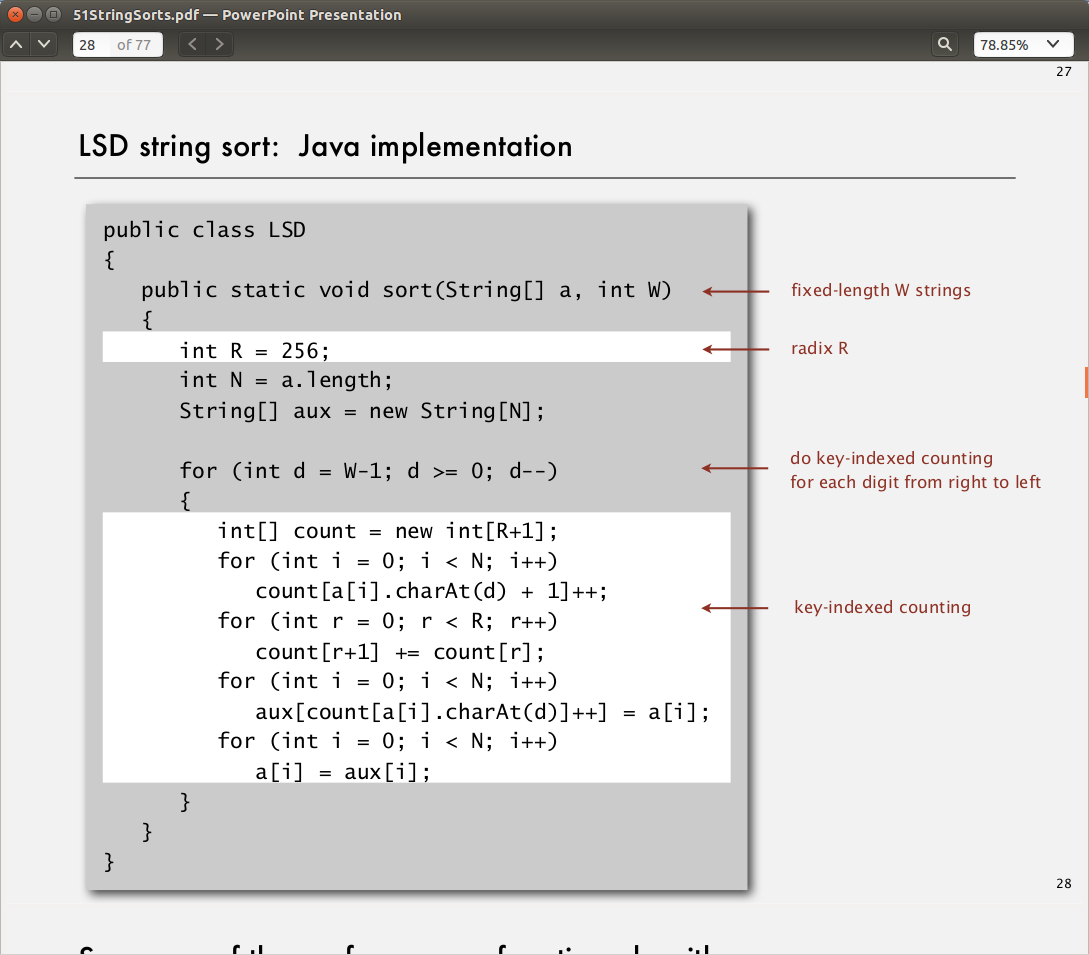 51StringSorts.pdf — PowerPoint Presentation
28 of 77
78.85%
27
LSD string sort: Java implementation
public class LSD
{
public static void sort(String[] a, int W)
fixed-length W strings
{
int R = 256;
radix R
int N = a.length;
String[] aux = new String[N];
for (int d = W-1; d >= 0; d--)
do key-indexed counting
for each digit from right to left
{
int[] count = new int[R+1];
for (int i = 0; i < N; i++)
count[a[i].charAt(d) + 1]++;
key-indexed counting
for (int r = 0; r < R; r++)
count[r+1] += count[r];
for (int i = 0; i < N; i++)
aux[count[a[i].charAt(d)]++] = a[i];
for (int i = 0; i < N; i++)
a[i] = aux[i];
}
}
}
28